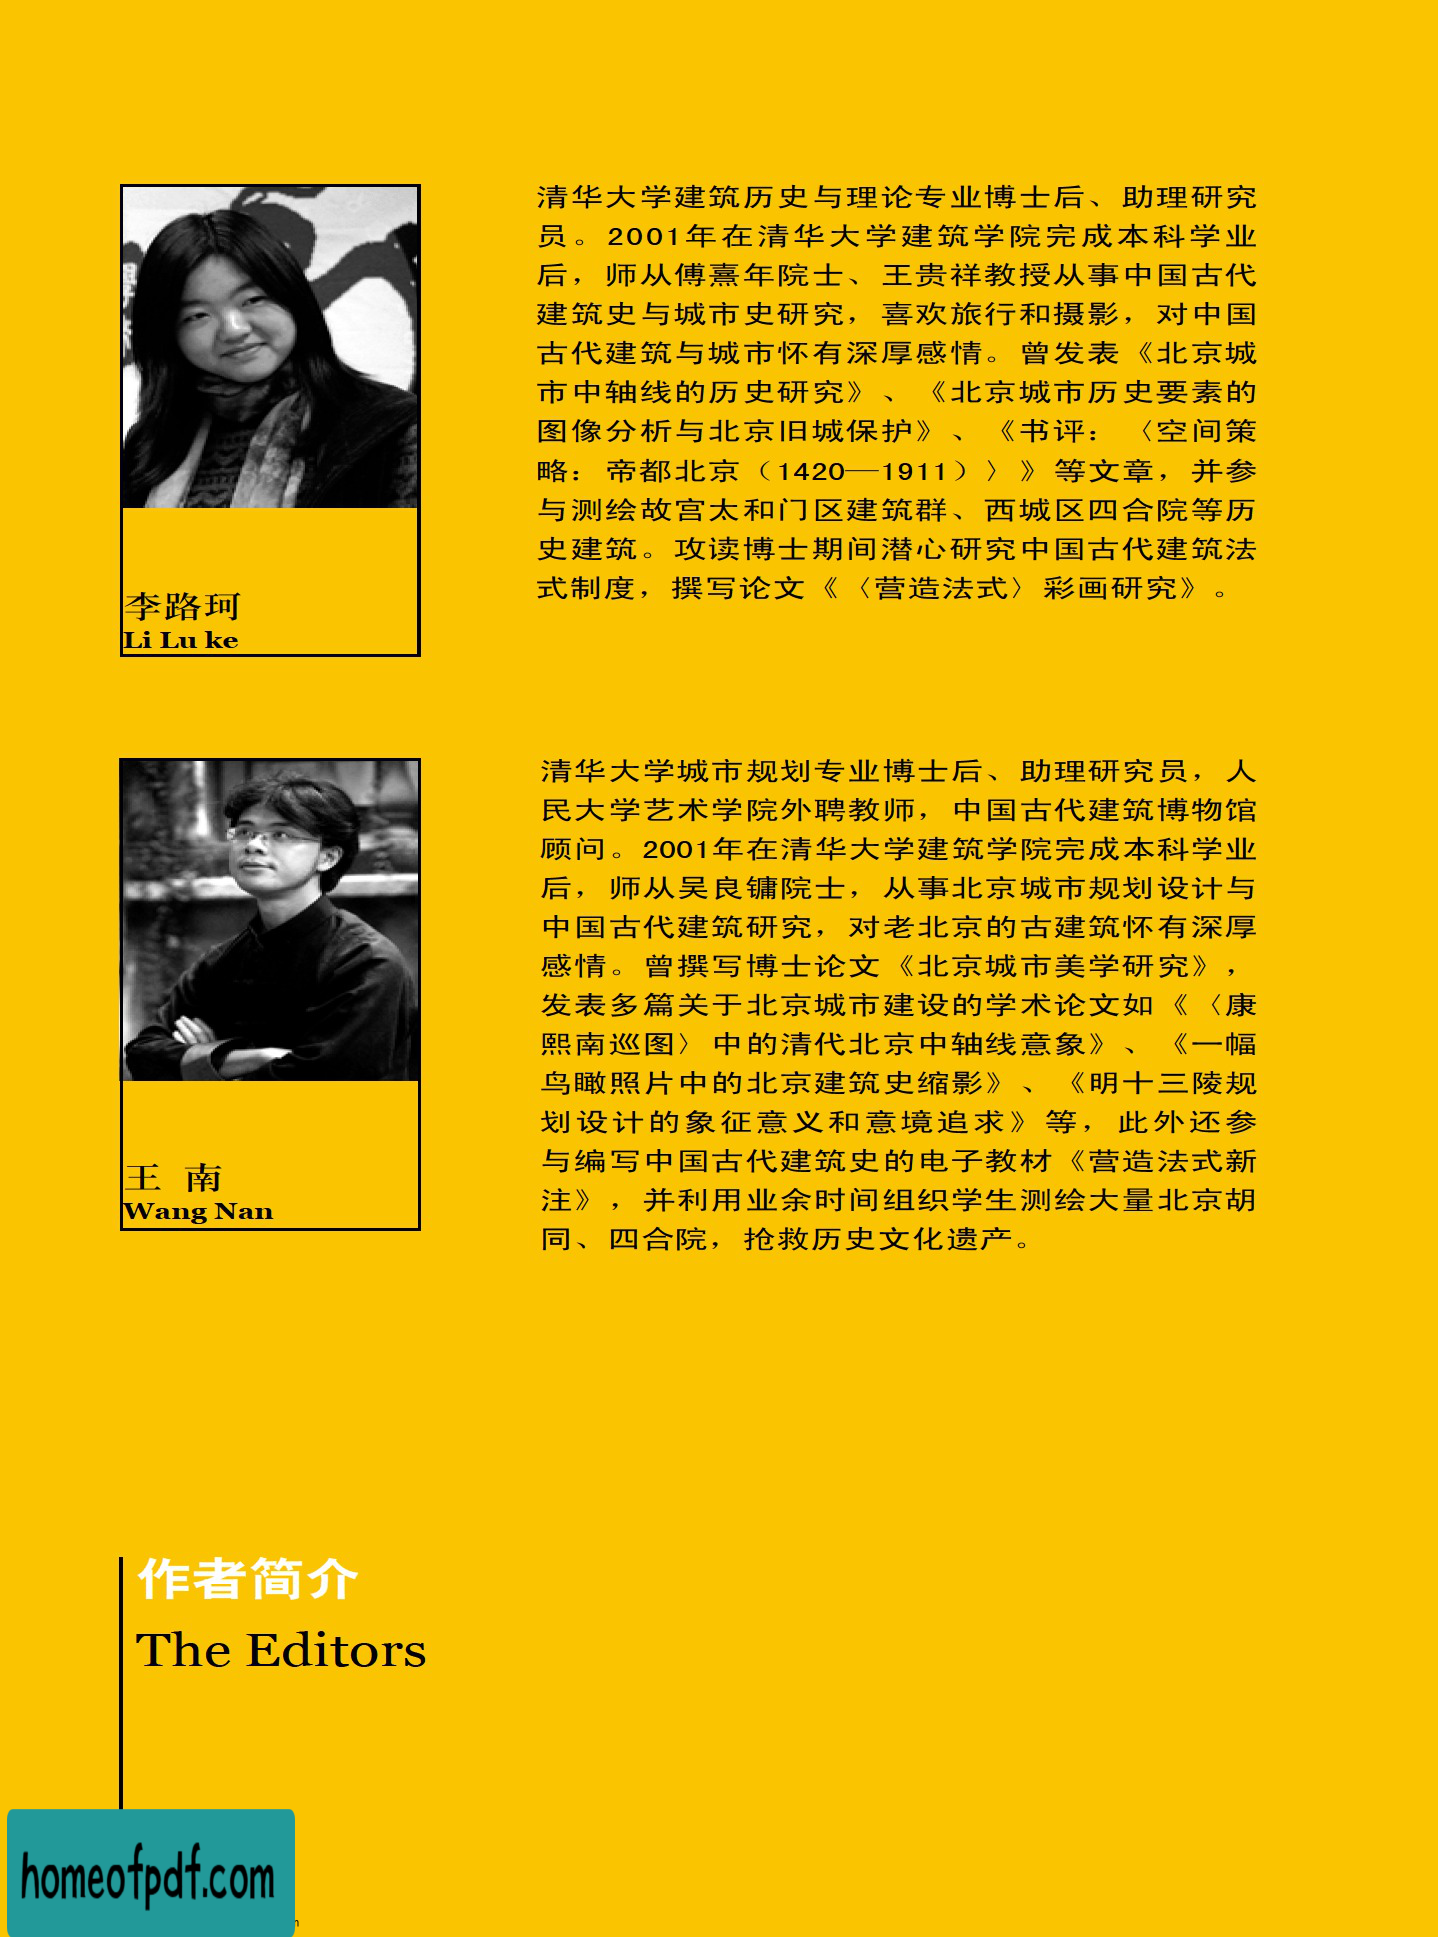 清华大学建筑历史与理论专业博士后、助理研究
员。2001年在清华大学建筑学院完成本科学业
后，师从傅熹年院士、王贵祥教授从事中国古代
建筑史与城市史研究，喜欢旅行和摄影，对中国
古代建筑与城市怀有深厚感情。曾发表《北京城
市中轴线的历史研究》、《北京城市历史要素的
图像分析与北京旧城保护》、《书评：〈空间策
略：帝都北京（1420—1911）〉》等文章，并参
与测绘故宫太和门区建筑群、西城区四合院等历
史建筑。攻读博士期间潜心研究中国古代建筑法
式制度，撰写论文《〈营造法式〉彩画研究》。
李路珂
Li Lu ke
清华大学城市规划专业博士后、助理研究员，人
民大学艺术学院外聘教师，中国古代建筑博物馆
顾问。2001年在清华大学建筑学院完成本科学业
后，师从吴良镛院士，从事北京城市规划设计与
中国古代建筑研究，对老北京的古建筑怀有深厚
感情。曾撰写博士论文《北京城市美学研究》，
发表多篇关于北京城市建设的学术论文如《〈康
熙南巡图〉中的清代北京中轴线意象》、《一幅
鸟瞰照片中的北京建筑史缩影》、《明十三陵规
划设计的象征意义和意境追求》等，此外还参
与编写中国古代建筑史的电子教材《营造法式新
注》，并利用业余时间组织学生测绘大量北京胡
同、四合院，抢救历史文化遗产。
王 南
Wang Nan
作者简介
The Editors
homeofpdf.com